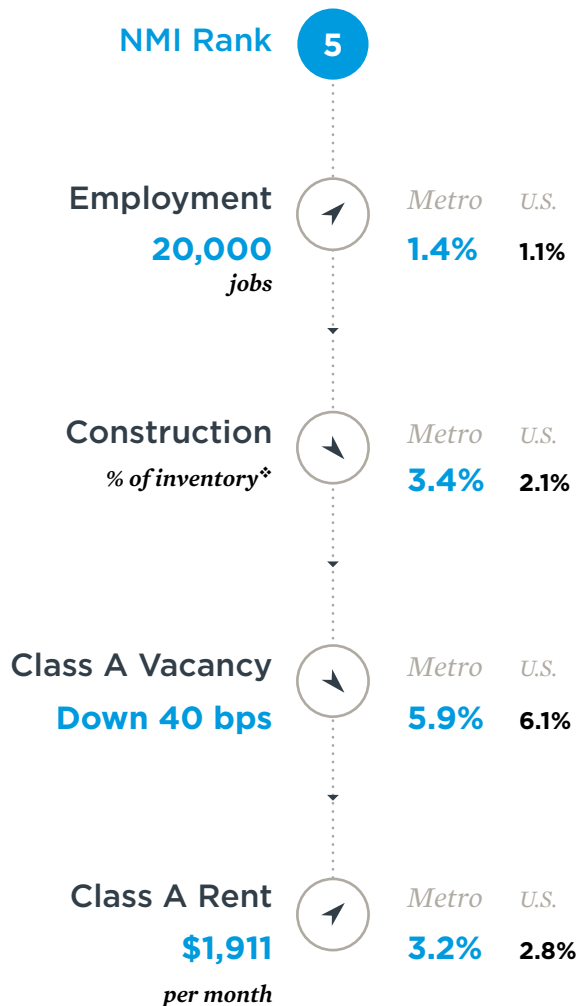 NMI Rank 5
Employment Metro U.S.
20,000 1.4% 1.1%
jobs
Construction Metro U.S.
% of inventory❖ 3.4% 2.1%
Class A Vacancy Metro U.S.
Down 40 bps 5.9% 6.1%
Class A Rent Metro U.S.
$1,911 3.2% 2.8%
per month